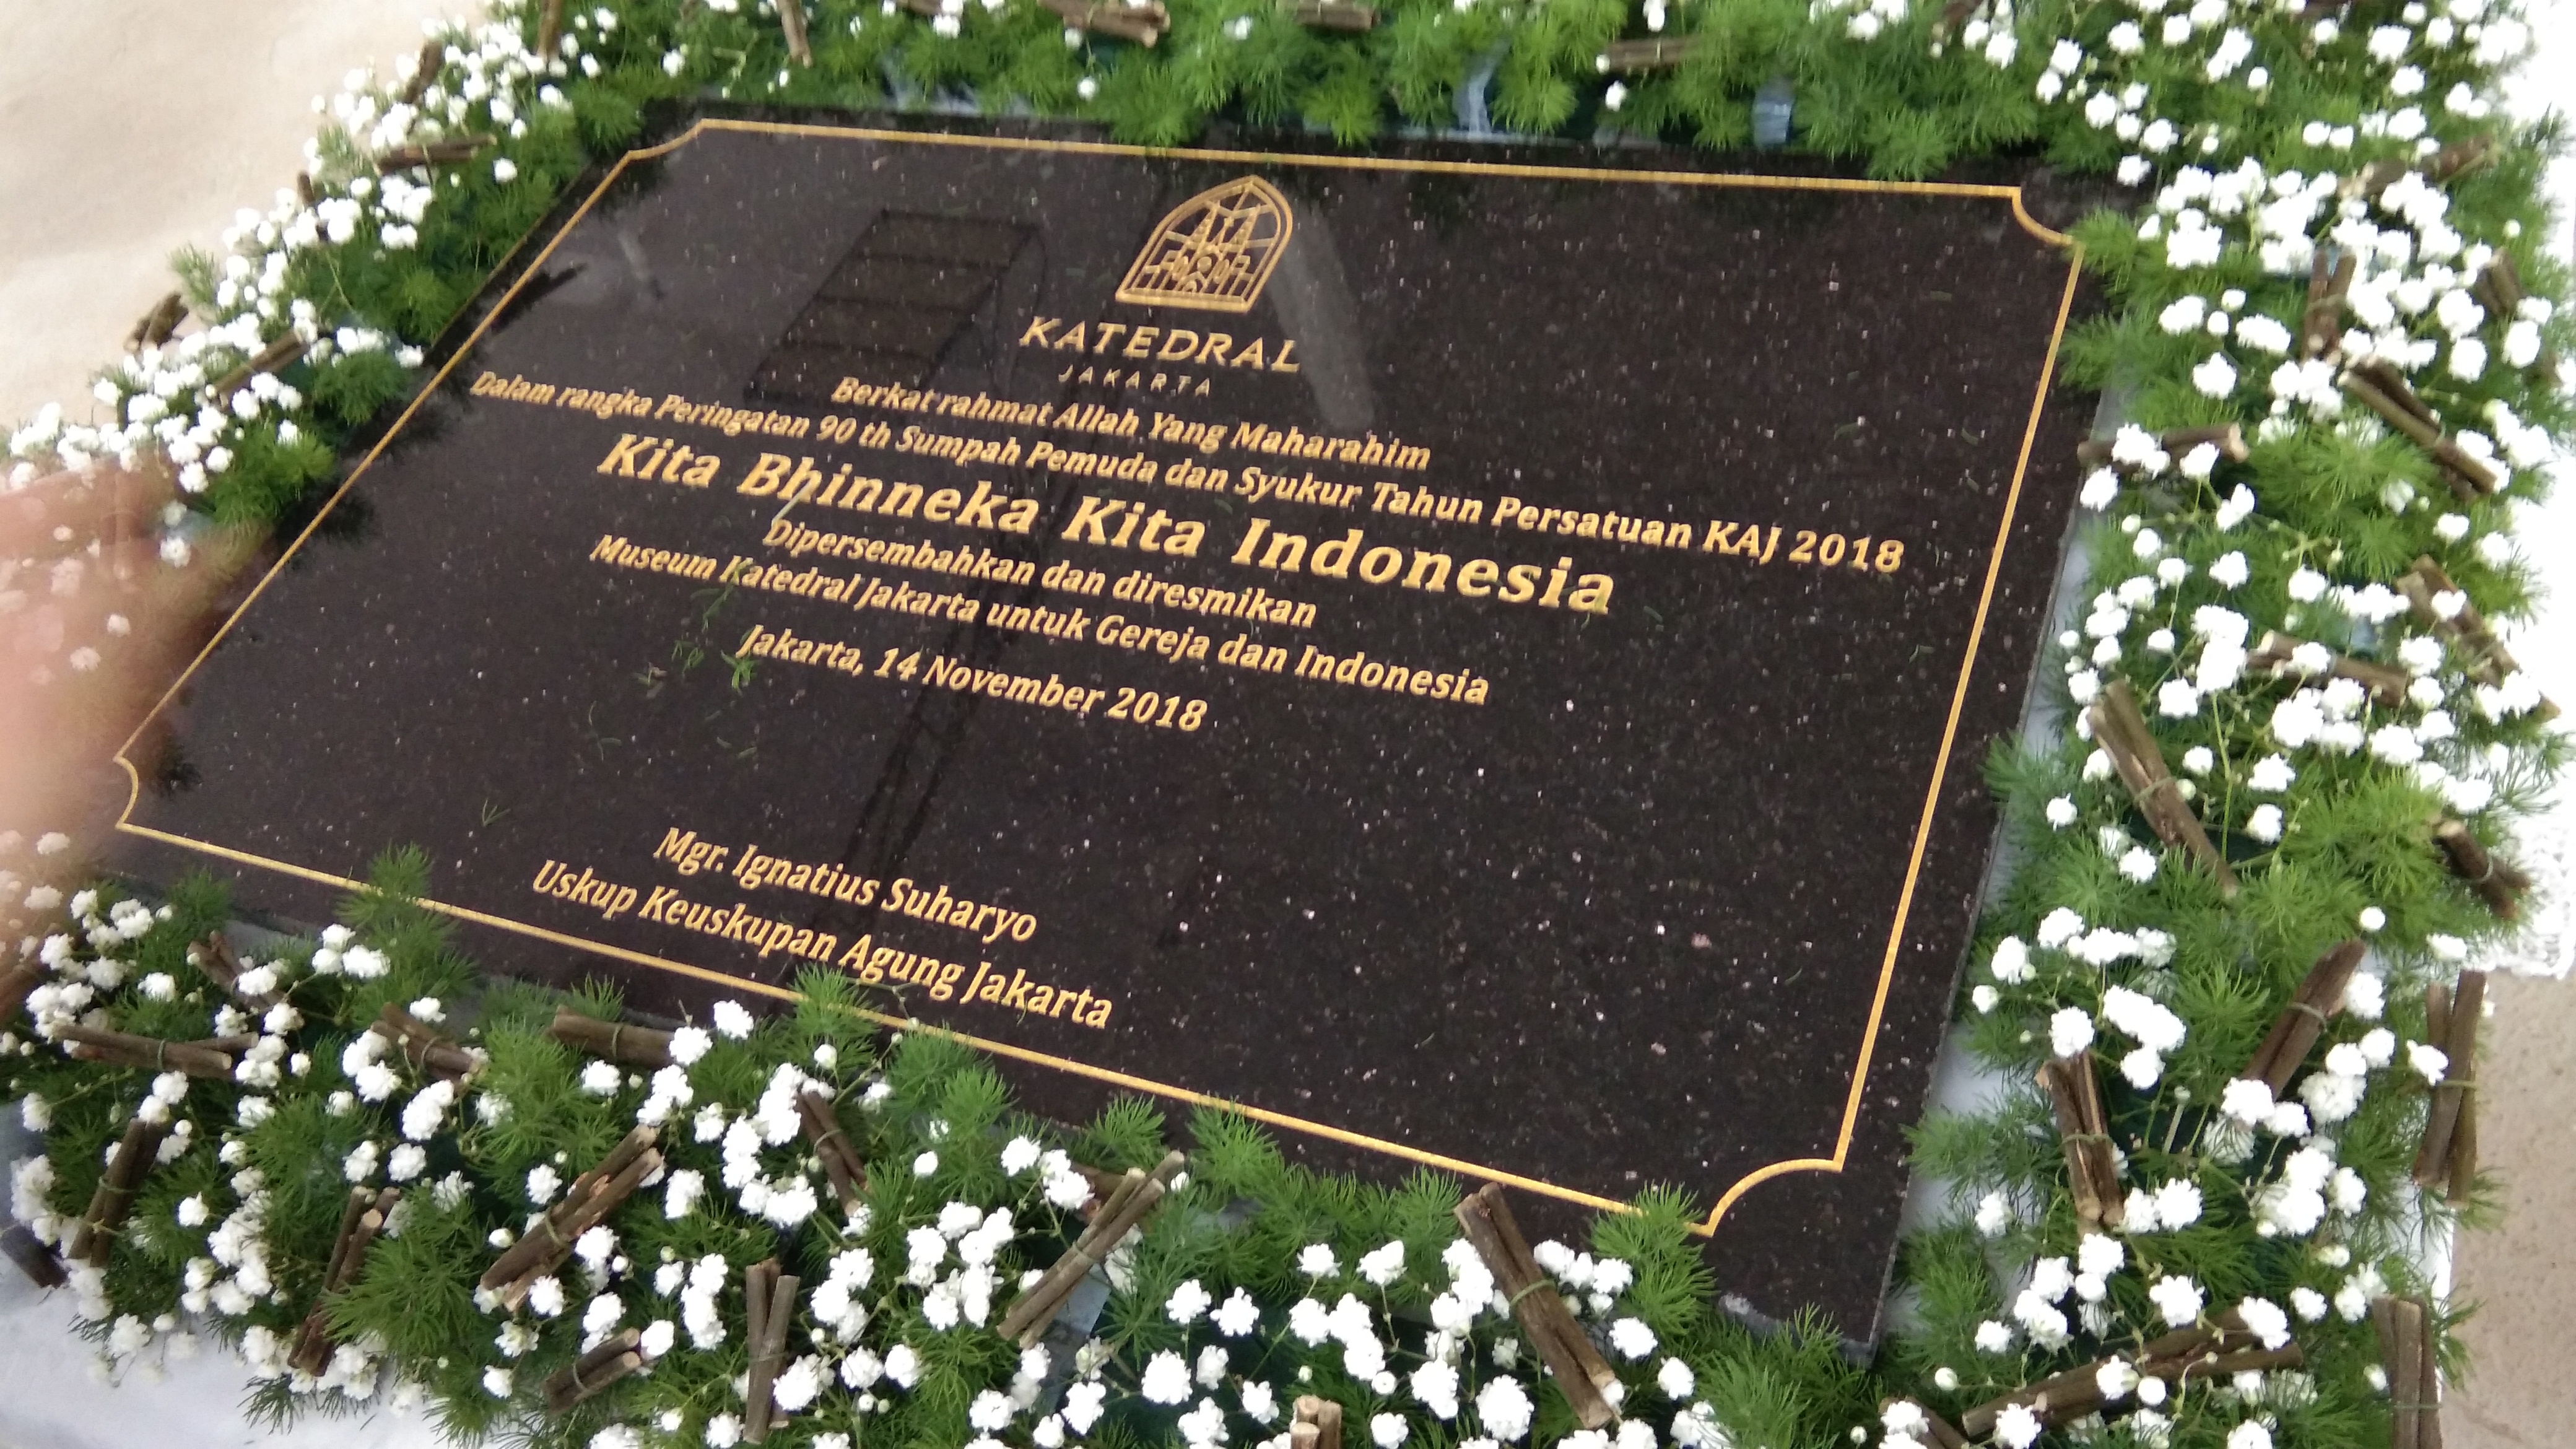 KATEDRAL
JAKARTA
Berkat rahmat Allah Yang Maharahim
Dalam rangka Peringatan 90 th Sumpah Pemuda dan Syukur Tahun Persatuan KAJ 2018
Kita Bhinneka Kita Indonesia
Dipersembahkan dan diresmikan
Museum Katedral Jakarta untuk Gereja dan Indonesia
Jakarta, 14 November 2018
Mgr. Ignatius Suharyo
Uskup Keuskupan Agung Jakarta